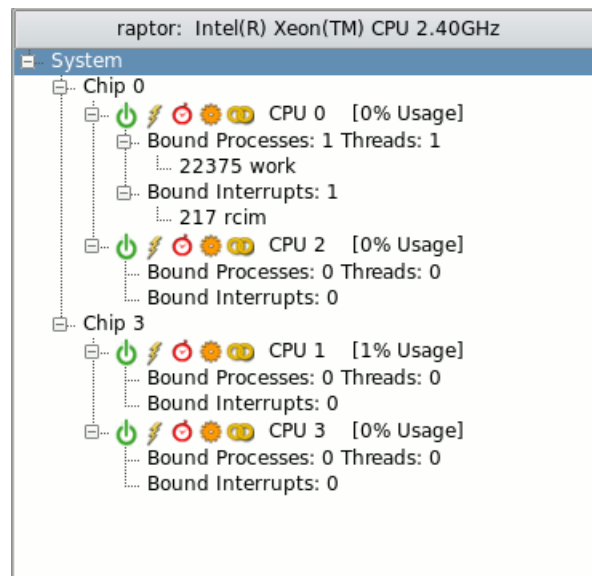 raptor: Intel(R) Xeon(TM) CPU 2.40GHz
System
Chip 0
CPU 0 [0% Usage]
Bound Processes: 1 Threads: 1
22375 work
Bound Interrupts: 1
217 rcim
CPU 2 [0% Usage]
Bound Processes: 0 Threads: 0
Bound Interrupts: 0
Chip 3
CPU 1 [1% Usage]
Bound Processes: 0 Threads: 0
Bound Interrupts: 0
CPU 3 [0% Usage]
Bound Processes: 0 Threads: 0
Bound Interrupts: 0